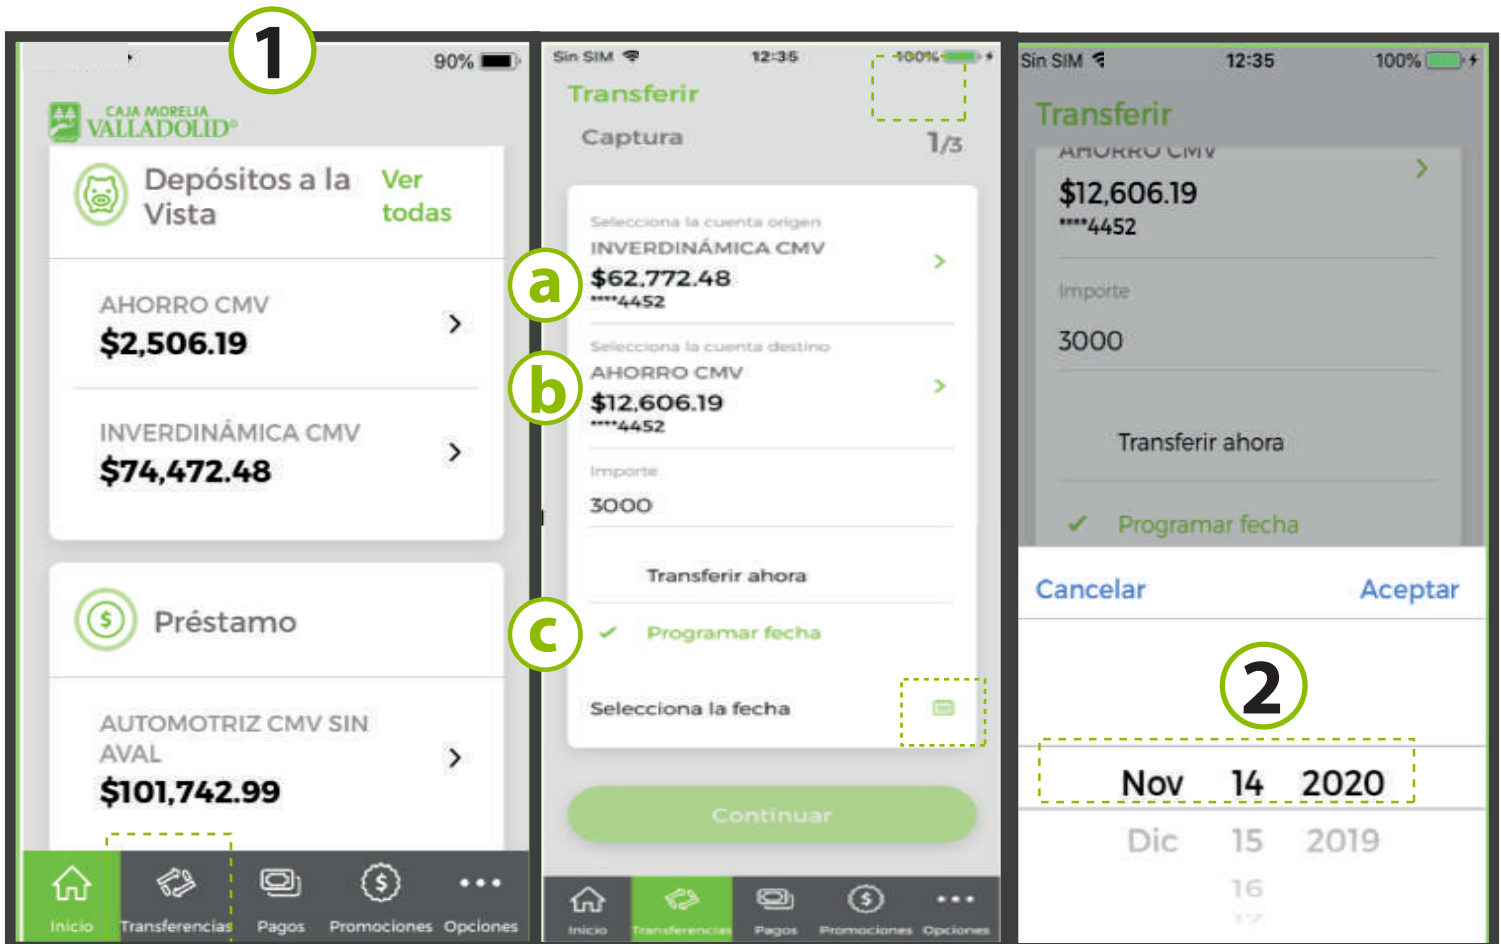 1
90%
CAJA MORELIA
VALLADOLID®
Depósitos a la
Vista
Ver
todas
AHORRO CMV
$2,506.19
INVERDINÁMICA CMV
$74,472.48
$
Préstamo
AUTOMOTRIZ CMV SIN
AVAL
$101,742.99
$
Inicio Transferencias Pagos Promociones Opciones
Sin SIM 12:35 100%
Transferir
Captura 1/3
Selecciona la cuenta origen
a
INVERDINÁMICA CMV
$62,772.48
****4452
Selecciona la cuenta destino
b
AHORRO CMV
$12,606.19
****4452
Importe
3000
Transferir ahora
c
Programar fecha
Selecciona la fecha
Continuar
$
Inicio Transferencias Pagos Promociones Opciones
Sin SIM 12:35 100%
Transferir
AHORRO CMV
$12,606.19
****4452
Importe
3000
Transferir ahora
Programar fecha
Cancelar Aceptar
2
Nov 14 2020
Dic 15 2019
16
17